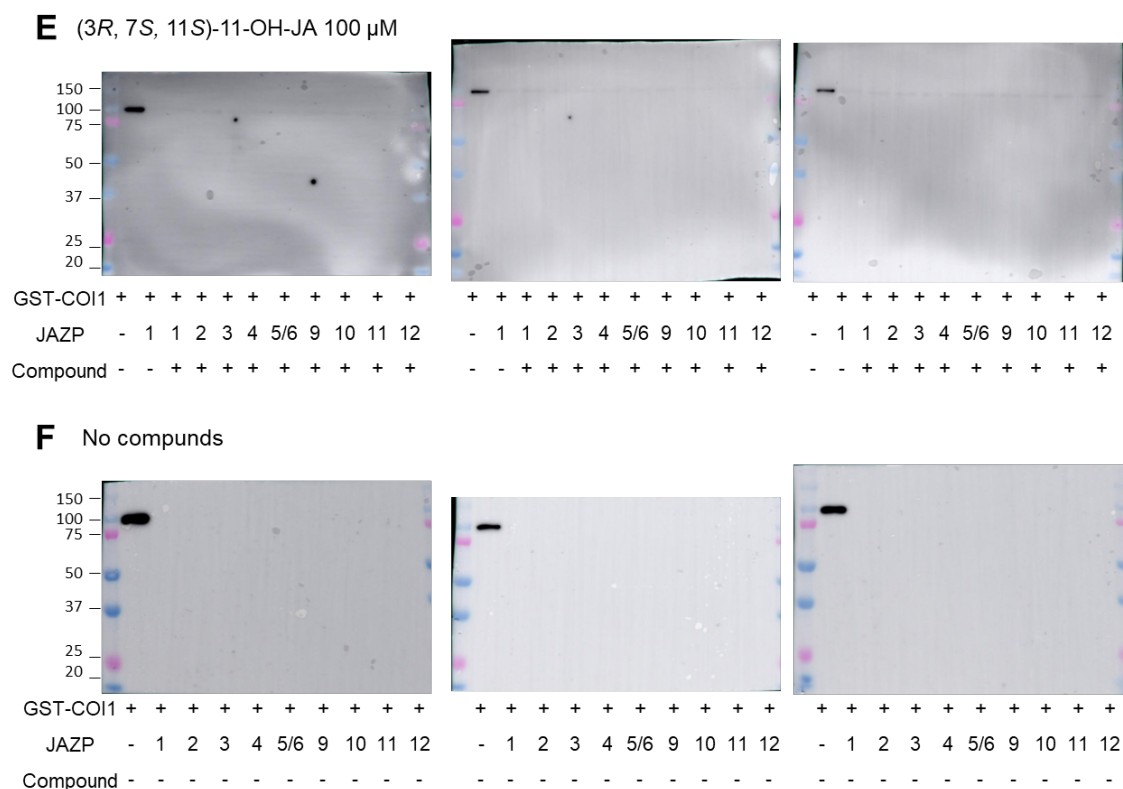 E (3R, 7S, 11S)-11-OH-JA 100 µM
150
100
75
50
37
25
20
GST-COI1 + + + + + + + + + + + + + + + + + + + + + + + + + + + + + + + + +
JAZP - 1 1 2 3 4 5/6 9 10 11 12 - 1 1 2 3 4 5/6 9 10 11 12 - 1 1 2 3 4 5/6 9 10 11 12
Compound - - + + + + + + + + + - - + + + + + + + + + - - + + + + + + + + +
F No compunds
150
100
75
50
37
25
20
GST-COI1 + + + + + + + + + + + + + + + + + + + + + + + + + + + + + +
JAZP - 1 2 3 4 5/6 9 10 11 12 - 1 2 3 4 5/6 9 10 11 12 - 1 2 3 4 5/6 9 10 11 12
Compound - - - - - - - - - - - - - - - - - - - - - - - - - - - - - -